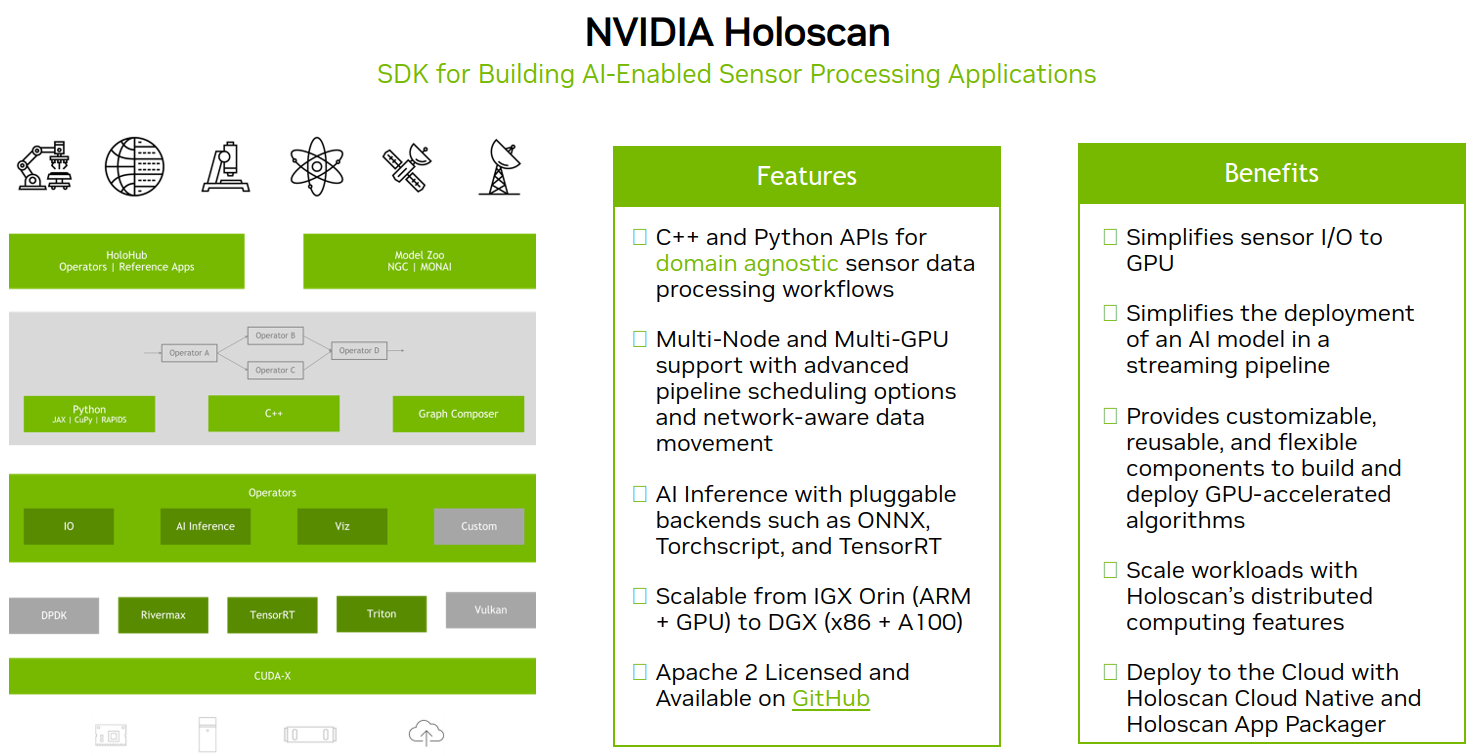 NVIDIA Holoscan
SDK for Building AI-Enabled Sensor Processing Applications
HoloHub
Operators | Reference Apps
Model Zoo
NGC | MONAI
Operator A
Operator B
Operator C
Operator D
Python
JAX | CuPy | RAPIDS
C++
Graph Composer
Operators
IO
AI Inference
Viz
Custom
DPDK
Rivermax
TensorRT
Triton
Vulkan
CUDA-X
Features
C++ and Python APIs for
domain agnostic sensor data
processing workflows
Multi-Node and Multi-GPU
support with advanced
pipeline scheduling options
and network-aware data
movement
AI Inference with pluggable
backends such as ONNX,
Torchscript, and TensorRT
Scalable from IGX Orin (ARM
+ GPU) to DGX (x86 + A100)
Apache 2 Licensed and
Available on GitHub
Benefits
Simplifies sensor I/O to
GPU
Simplifies the deployment
of an AI model in a
streaming pipeline
Provides customizable,
reusable, and flexible
components to build and
deploy GPU-accelerated
algorithms
Scale workloads with
Holoscan's distributed
computing features
Deploy to the Cloud with
Holoscan Cloud Native and
Holoscan App Packager